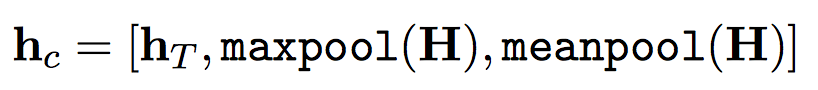 h_c = [h_T, maxpool(H), meanpool(H)]